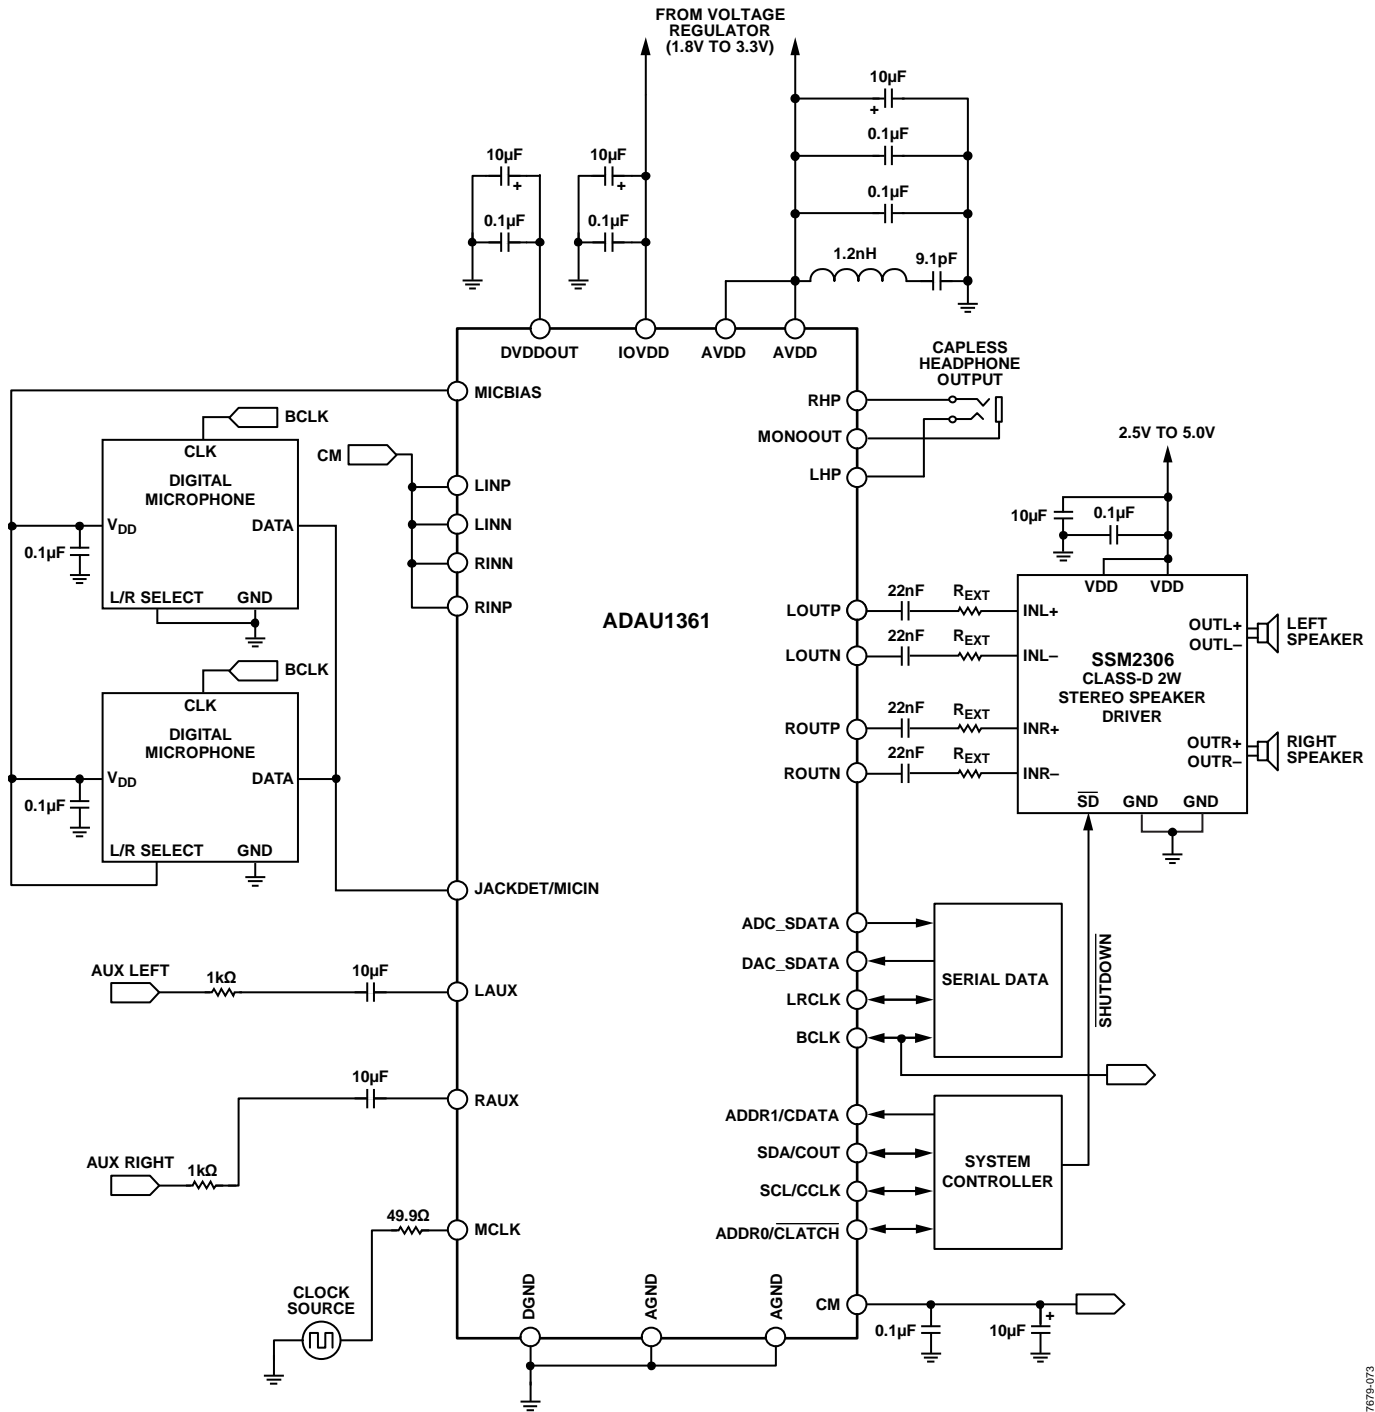 FROM VOLTAGE
REGULATOR
(1.8V TO 3.3V)
10µF
+
0.1µF
0.1µF
10µF
+
0.1µF
10µF
+
0.1µF
1.2nH
9.1pF
DVDDOUT
IOVDD
AVDD
AVDD
CAPLESS
HEADPHONE
OUTPUT
MICBIAS
RHP
MONOOUT
LHP
BCLK
CLK
DIGITAL
MICROPHONE
VDD
DATA
0.1µF
L/R SELECT
GND
CM
LINP
LINN
RINN
RINP
BCLK
CLK
DIGITAL
MICROPHONE
VDD
DATA
0.1µF
L/R SELECT
GND
ADAU1361
2.5V TO 5.0V
10µF
0.1µF
VDD
VDD
LOUTP
22nF
REXT
INL+
LOUTN
22nF
REXT
INL–
ROUTP
22nF
REXT
INR+
ROUTN
22nF
REXT
INR–
SSM2306
CLASS-D 2W
STEREO SPEAKER
DRIVER
OUTL+
OUTL–
LEFT
SPEAKER
OUTR+
OUTR–
RIGHT
SPEAKER
SD
GND
GND
JACKDET/MICIN
AUX LEFT
1kΩ
10µF
LAUX
10µF
RAUX
AUX RIGHT
1kΩ
49.9Ω
MCLK
CLOCK
SOURCE
ADC_SDATA
DAC_SDATA
LRCLK
BCLK
SERIAL DATA
SHUTDOWN
ADDR1/CDATA
SDA/COUT
SCL/CCLK
ADDR0/CLATCH
SYSTEM
CONTROLLER
DGND
AGND
AGND
CM
0.1µF
10µF
+
7679-073